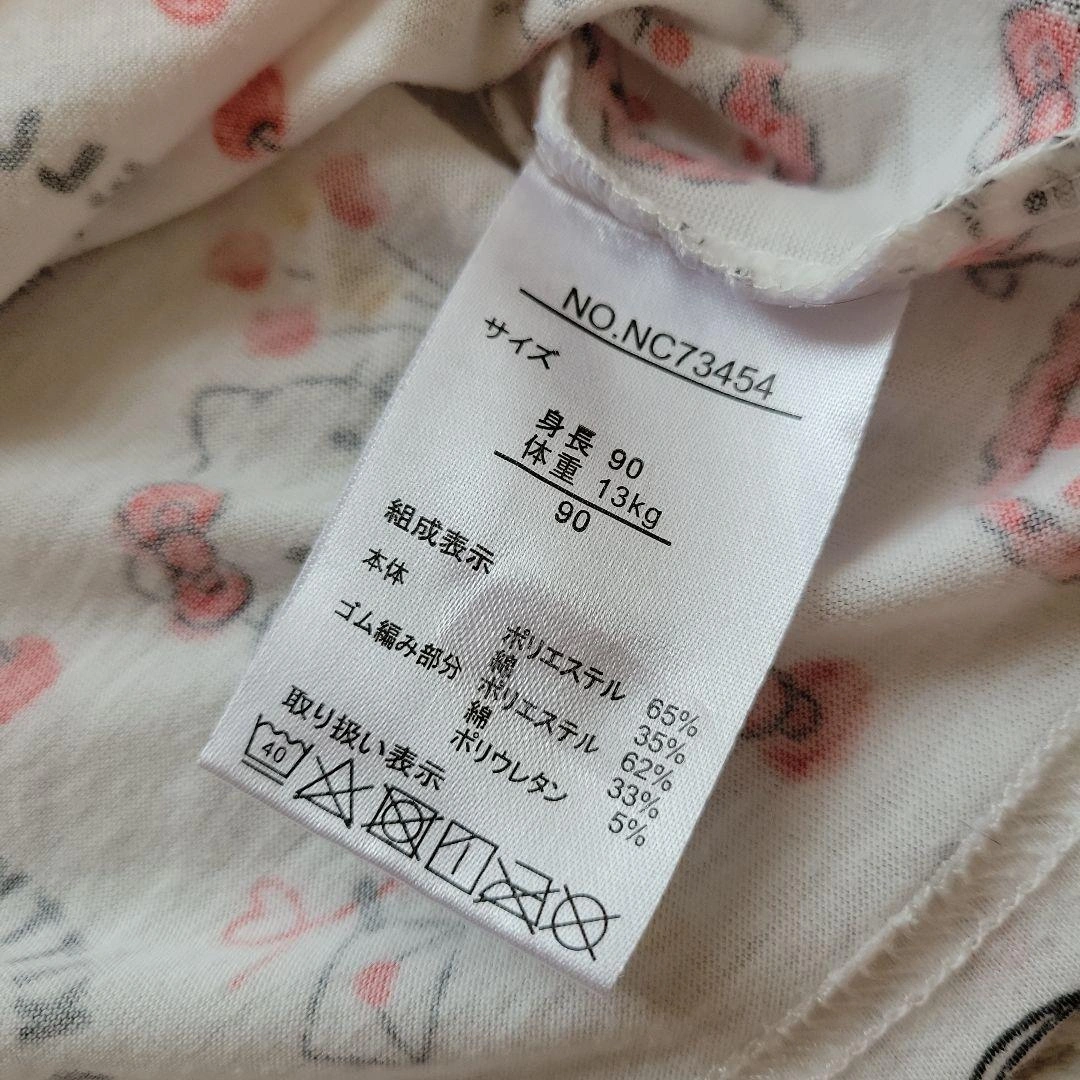 NO.NC73454
サイズ
身長 90
体重 13kg
90
組成表示
本体 ポリエステル 65%
綿 35%
ゴム編み部分 ポリエステル 62%
綿 33%
ポリウレタン 5%
取り扱い表示
40